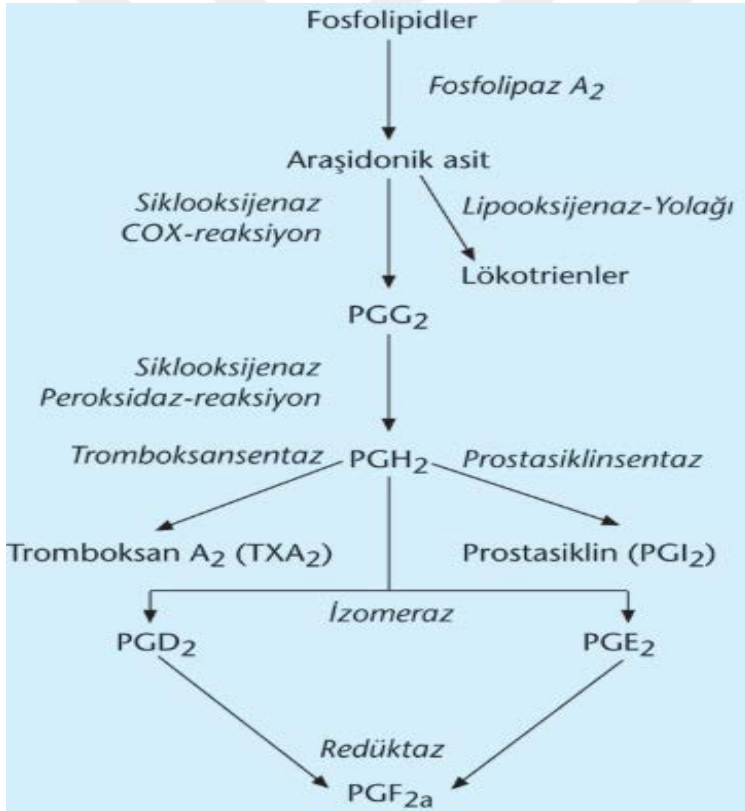 Fosfolipidler
Fosfolipaz A₂
Araşidonik asit
Siklooksijenaz
COX-reaksiyon
Lipooksijenaz-Yolağı
Lökotrienler
PGG₂
Siklooksijenaz
Peroksidaz-reaksiyon
Tromboksansentaz
PGH₂
Prostasiklinsentaz
Tromboksan A₂ (TXA₂)
Prostasiklin (PGI₂)
İzomeraz
PGD₂
PGE₂
Redüktaz
PGF₂ₐ